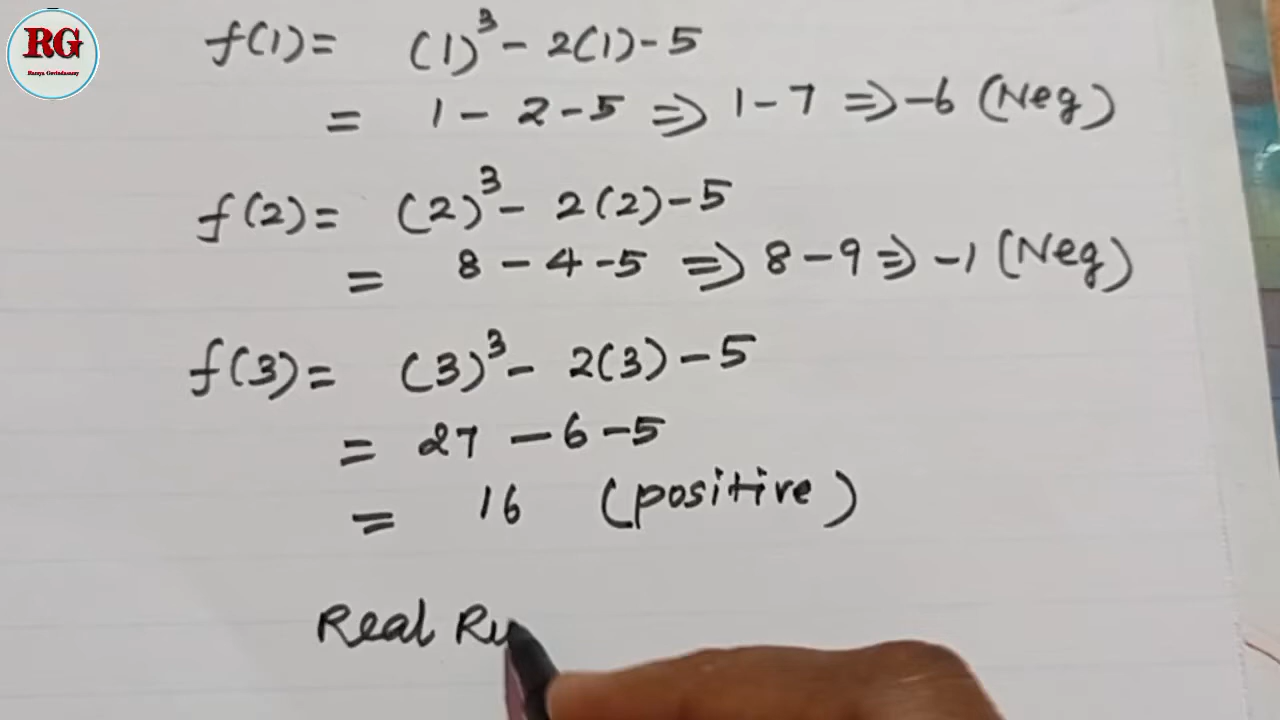 RG
Ramya Govindasamy
f(1) = (1)³ - 2(1) - 5
= 1 - 2 - 5 => 1 - 7 => -6 (Neg)
f(2) = (2)³ - 2(2) - 5
= 8 - 4 - 5 => 8 - 9 => -1 (Neg)
f(3) = (3)³ - 2(3) - 5
= 27 - 6 - 5
= 16 (positive)
Real